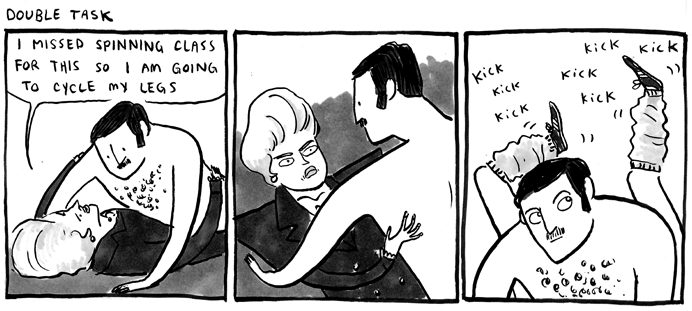 DOUBLE TASK
I MISSED SPINNING CLASS
FOR THIS SO I AM GOING
TO CYCLE MY LEGS
KICK KICK
KICK KICK
KICK KICK
KICK